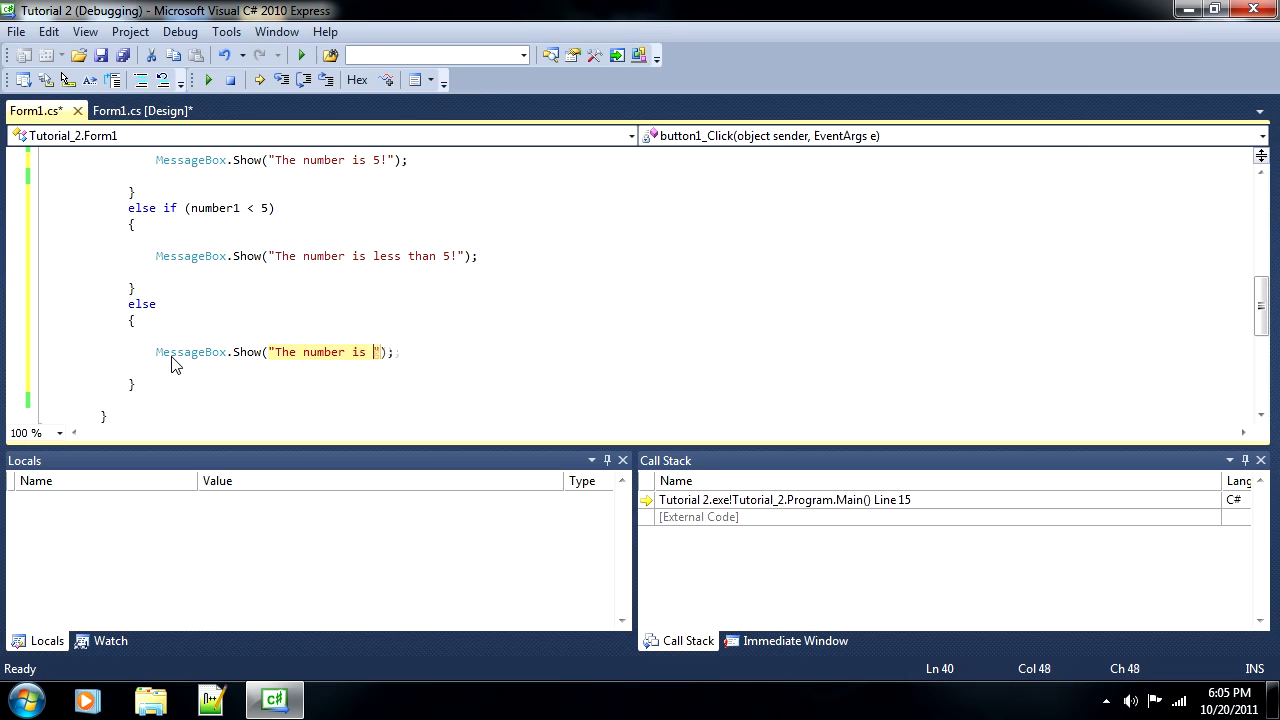 Tutorial 2 (Debugging) - Microsoft Visual C# 2010 Express
File Edit View Project Debug Tools Window Help
Hex
Form1.cs* Form1.cs [Design]*
Tutorial_2.Form1 button1_Click(object sender, EventArgs e)
MessageBox.Show("The number is 5!");
}
else if (number1 < 5)
{
MessageBox.Show("The number is less than 5!");
}
else
{
MessageBox.Show("The number is ");;
}
}
100 %
Locals Call Stack
Name Value Type Name Lang
Tutorial 2.exe!Tutorial_2.Program.Main() Line 15 C#
[External Code]
Locals Watch Call Stack Immediate Window
Ready Ln 40 Col 48 Ch 48 INS
N++ C# 6:05 PM
10/20/2011